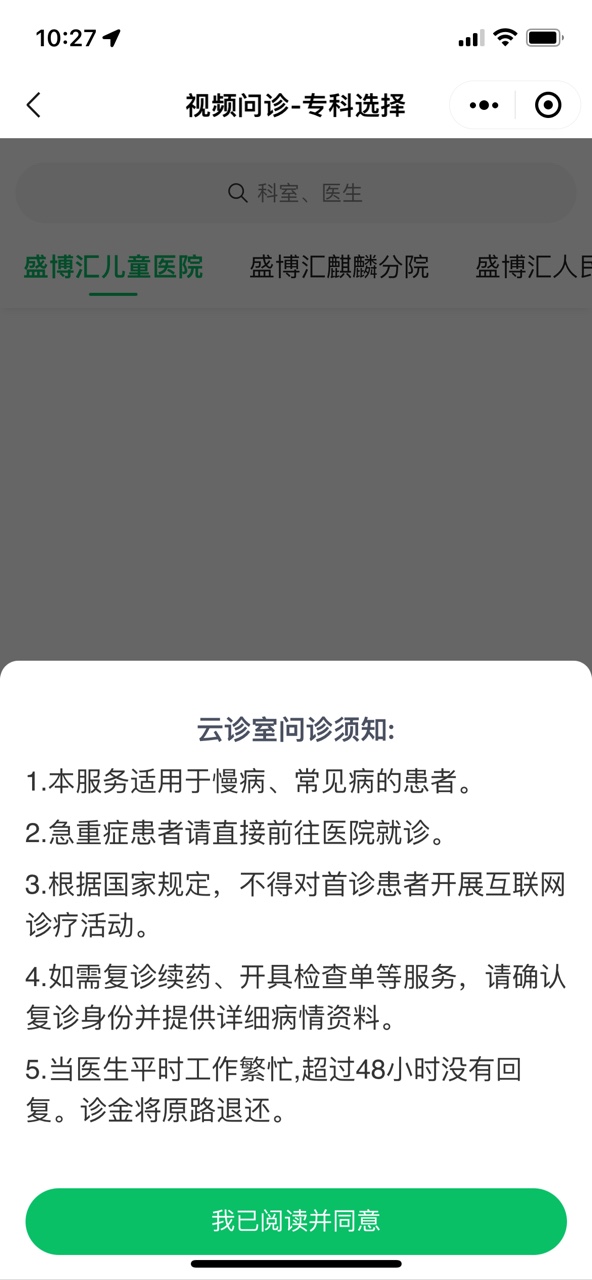 10:27
视频问诊-专科选择
科室、医生
盛博汇儿童医院 盛博汇麒麟分院 盛博汇人民
云诊室问诊须知:
1.本服务适用于慢病、常见病的患者。
2.急重症患者请直接前往医院就诊。
3.根据国家规定，不得对首诊患者开展互联网
诊疗活动。
4.如需复诊续药、开具检查单等服务，请确认
复诊身份并提供详细病情资料。
5.当医生平时工作繁忙,超过48小时没有回
复。诊金将原路退还。
我已阅读并同意